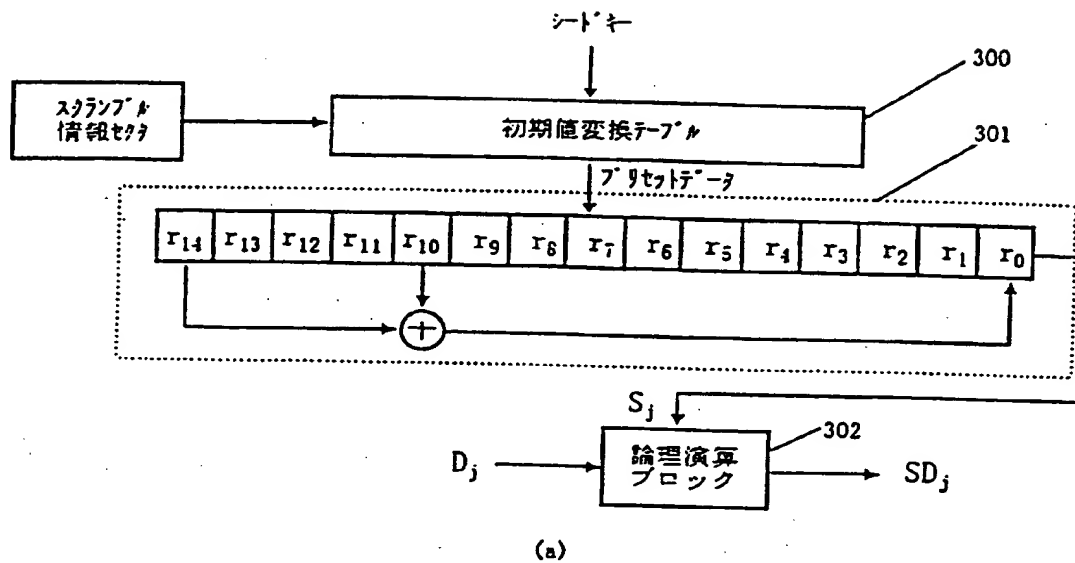 シードキー
300
スクランブル
情報セクタ
初期値変換テーブル
301
プリセットデータ
r14 r13 r12 r11 r10 r9 r8 r7 r6 r5 r4 r3 r2 r1 r0
+
Sj
302
Dj
論理演算
ブロック
SDj
(a)